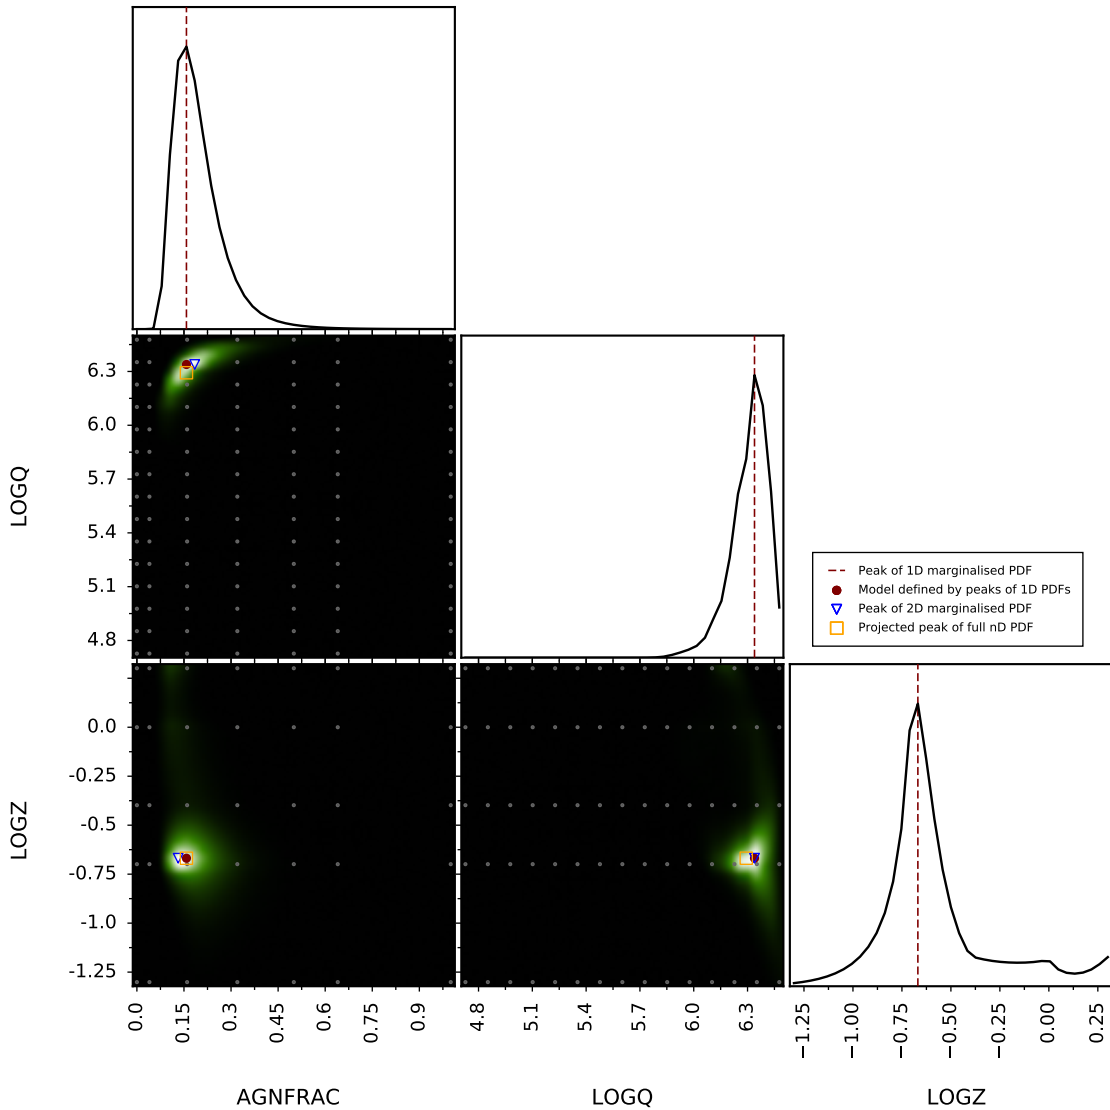 LOGQ
6.3
6.0
5.7
5.4
5.1
4.8
Peak of 1D marginalised PDF
Model defined by peaks of 1D PDFs
Peak of 2D marginalised PDF
Projected peak of full nD PDF
LOGZ
0.0
-0.25
-0.5
-0.75
-1.0
-1.25
0.0 0.15 0.3 0.45 0.6 0.75 0.9
4.8 5.1 5.4 5.7 6.0 6.3
−1.25 −1.00 −0.75 −0.50 −0.25 0.00 0.25
AGNFRAC LOGQ LOGZ